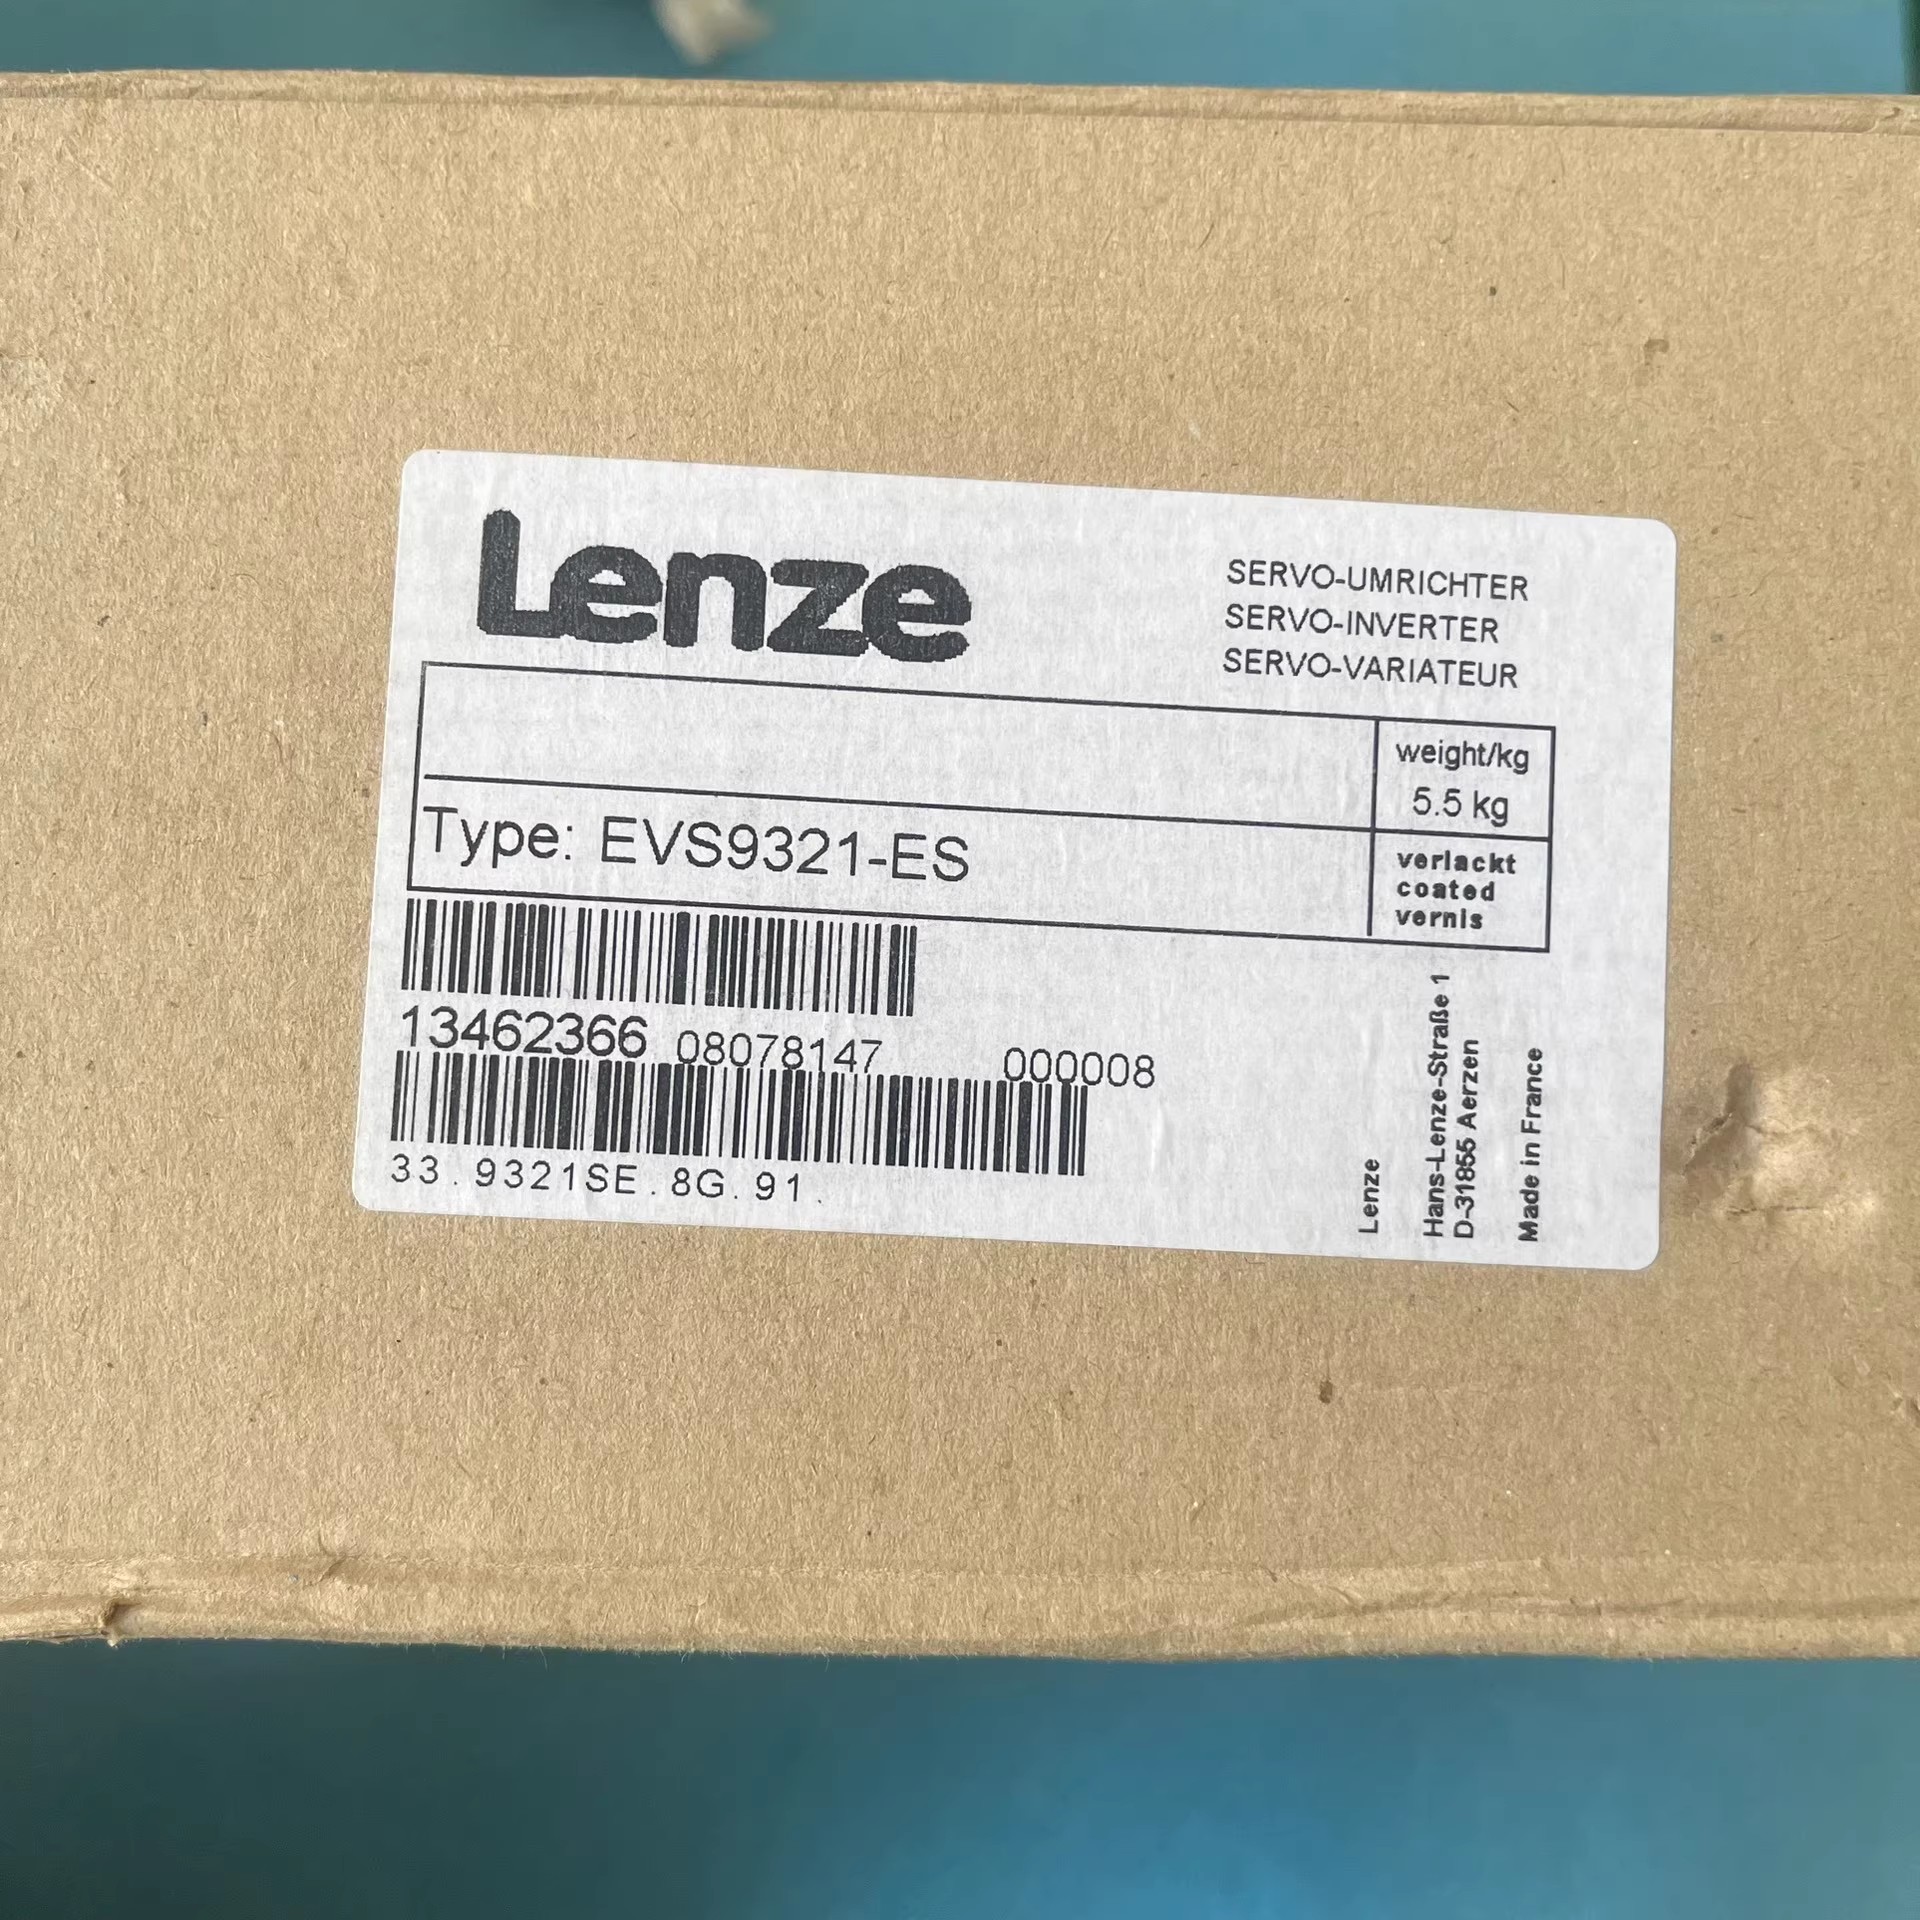 Lenze
SERVO-UMRICHTER
SERVO-INVERTER
SERVO-VARIATEUR
weight/kg
5.5 kg
Type: EVS9321-ES
verlackt
coated
vernis
13462366 08078147 000008
33.9321SE.8G.91.
Lenze
Hans-Lenze-Straße 1
D-31855 Aerzen
Made in France